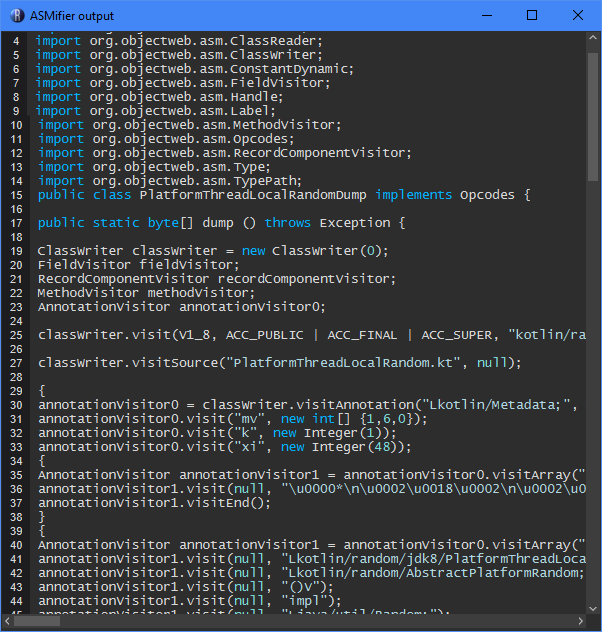 ASMifier output
4 import org.objectweb.asm.ClassReader;
5 import org.objectweb.asm.ClassWriter;
6 import org.objectweb.asm.ConstantDynamic;
7 import org.objectweb.asm.FieldVisitor;
8 import org.objectweb.asm.Handle;
9 import org.objectweb.asm.Label;
10 import org.objectweb.asm.MethodVisitor;
11 import org.objectweb.asm.Opcodes;
12 import org.objectweb.asm.RecordComponentVisitor;
13 import org.objectweb.asm.Type;
14 import org.objectweb.asm.TypePath;
15 public class PlatformThreadLocalRandomDump implements Opcodes {
16
17 public static byte[] dump () throws Exception {
18
19 ClassWriter classWriter = new ClassWriter(0);
20 FieldVisitor fieldVisitor;
21 RecordComponentVisitor recordComponentVisitor;
22 MethodVisitor methodVisitor;
23 AnnotationVisitor annotationVisitor0;
24
25 classWriter.visit(V1_8, ACC_PUBLIC | ACC_FINAL | ACC_SUPER, "kotlin/ra
26
27 classWriter.visitSource("PlatformThreadLocalRandom.kt", null);
28
29 {
30 annotationVisitor0 = classWriter.visitAnnotation("Lkotlin/Metadata;",
31 annotationVisitor0.visit("mv", new int[] {1,6,0});
32 annotationVisitor0.visit("k", new Integer(1));
33 annotationVisitor0.visit("xi", new Integer(48));
34 {
35 AnnotationVisitor annotationVisitor1 = annotationVisitor0.visitArray("
36 annotationVisitor1.visit(null, "\u0000*\n\u0002\u0018\u0002\n\u0002\u0
37 annotationVisitor1.visitEnd();
38 }
39 {
40 AnnotationVisitor annotationVisitor1 = annotationVisitor0.visitArray("
41 annotationVisitor1.visit(null, "Lkotlin/random/jdk8/PlatformThreadLoca
42 annotationVisitor1.visit(null, "Lkotlin/random/AbstractPlatformRandom;
43 annotationVisitor1.visit(null, "()V");
44 annotationVisitor1.visit(null, "impl");
45 annotationVisitor1.visit(null, "Ljava/util/Random;");